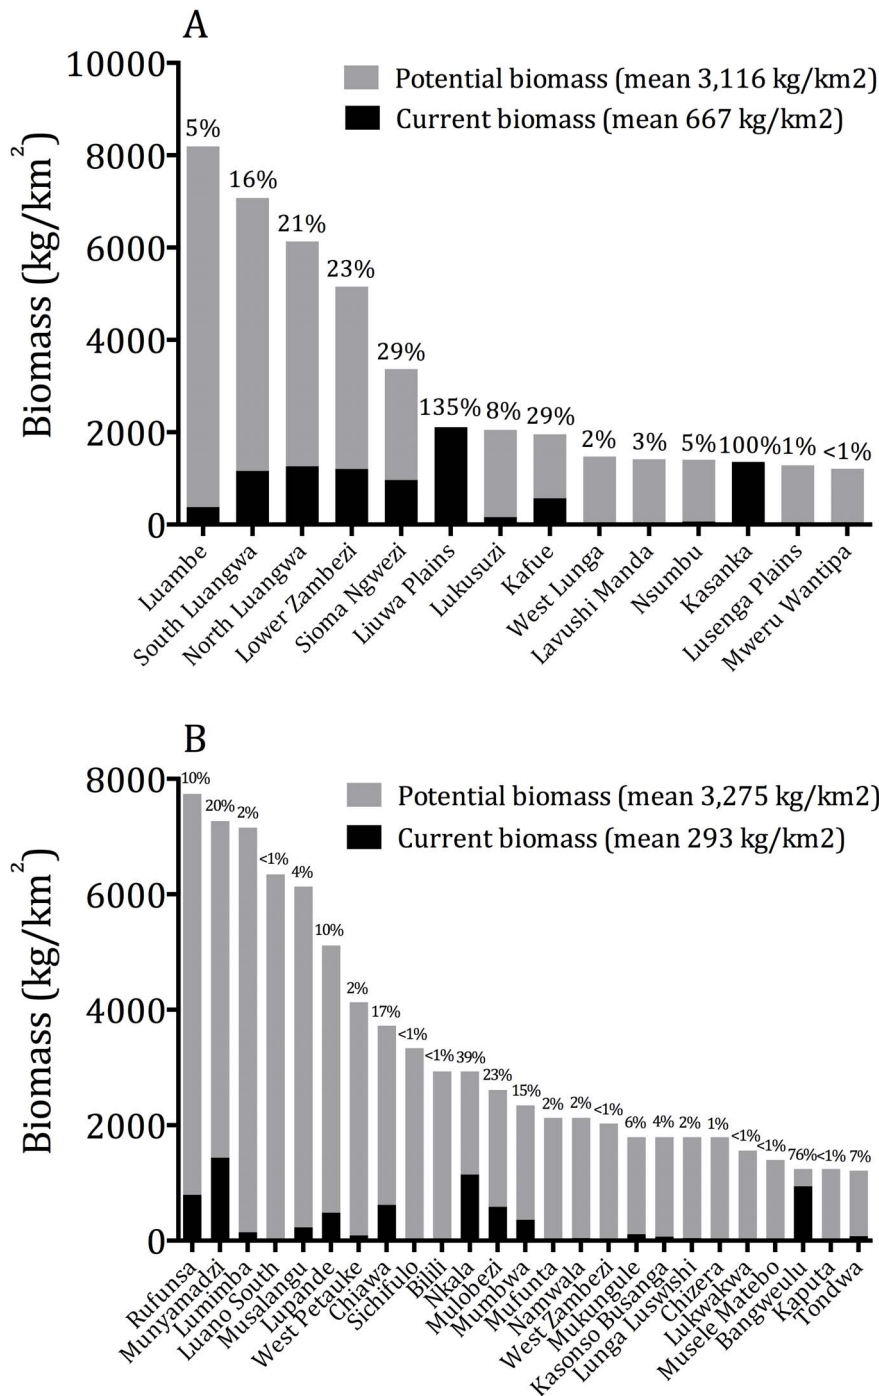 A
Potential biomass (mean 3,116 kg/km2)
Current biomass (mean 667 kg/km2)
Biomass (kg/km²)
10000
8000
6000
4000
2000
0
5%
16%
21%
23%
29%
135%
8%
29%
2%
3%
5%
100%
1%
<1%
Luambe
South Luangwa
North Luangwa
Lower Zambezi
Sioma Ngwezi
Liuwa Plains
Lukusuzi
Kafue
West Lunga
Lavushi Manda
Nsumbu
Kasanka
Lusenga Plains
Mweru Wantipa
B
Potential biomass (mean 3,275 kg/km2)
Current biomass (mean 293 kg/km2)
Biomass (kg/km²)
8000
6000
4000
2000
0
10%
20%
2%
<1%
4%
10%
2%
17%
<1%
<1%
39%
23%
15%
2%
2%
<1%
6%
4%
2%
1%
<1%
<1%
76%
<1%
7%
Rufunsa
Munyamadzi
Lumimba
Luano South
Musalangu
Lupande
West Petauke
Chiawa
Sichifulo
Bilili
Nkala
Mulobezi
Mumbwa
Mufunta
Namwala
West Zambezi
Mukungule
Kasonso Busanga
Lunga Luswishi
Chizera
Lukwakwa
Musele Matebo
Bangweulu
Kaputa
Tondwa